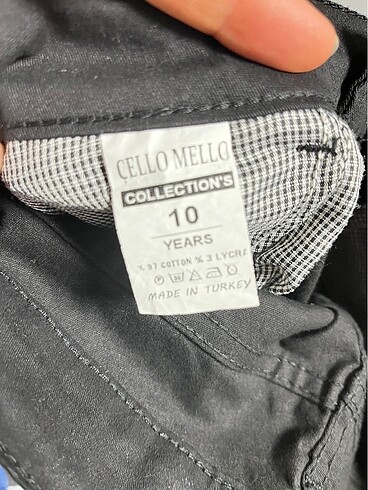 CELLO MELLO
COLLECTION'S
10
YEARS
% 97 COTTON % 3 LYCRA
MADE IN TURKEY